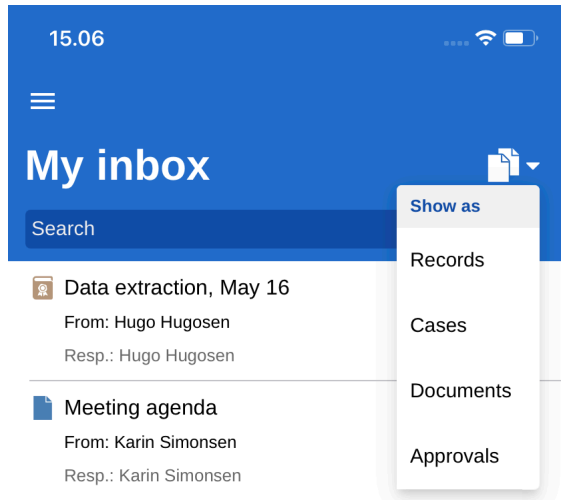 15.06
My inbox
Show as
Search
Records
Data extraction, May 16
From: Hugo Hugosen
Cases
Resp.: Hugo Hugosen
Documents
Meeting agenda
From: Karin Simonsen
Approvals
Resp.: Karin Simonsen